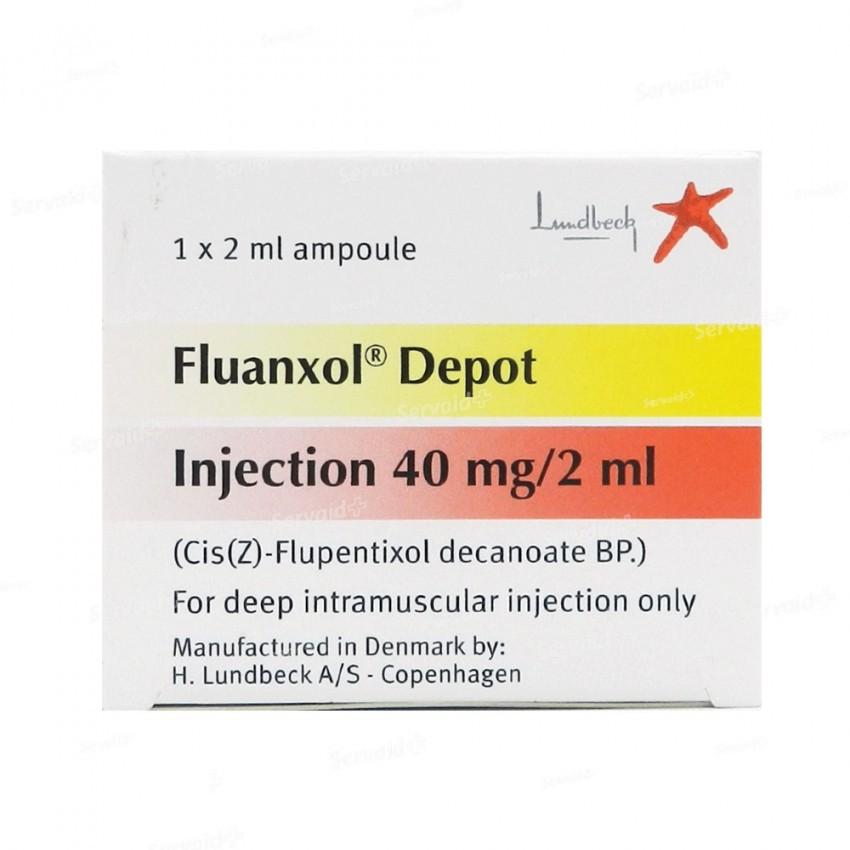 Lundbeck
1 x 2 ml ampoule
Fluanxol® Depot
Injection 40 mg/2 ml
(Cis(Z)-Flupentixol decanoate BP.)
For deep intramuscular injection only
Manufactured in Denmark by:
H. Lundbeck A/S - Copenhagen
Servaid